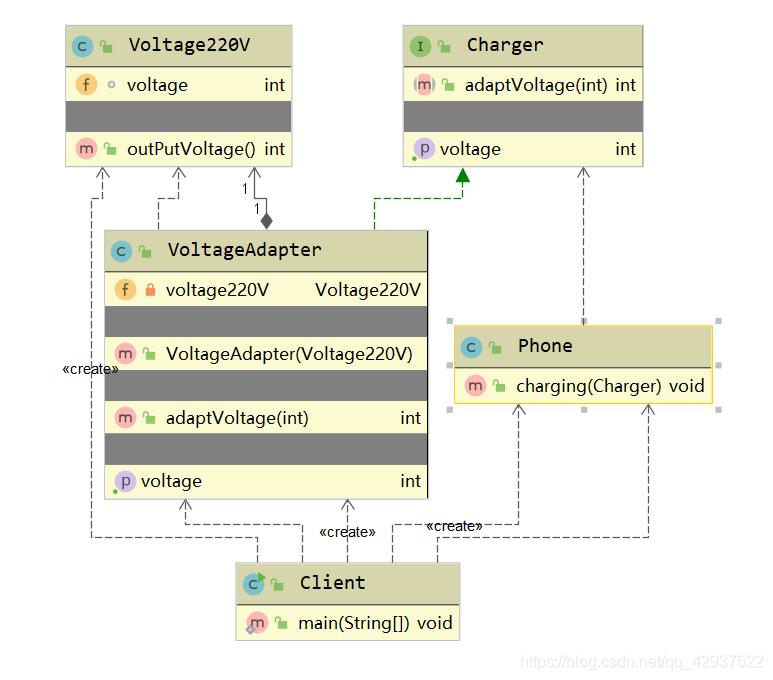 Voltage220V
voltage int
outPutVoltage() int
Charger
adaptVoltage(int) int
voltage int
1
1
VoltageAdapter
voltage220V Voltage220V
VoltageAdapter(Voltage220V)
adaptVoltage(int) int
voltage int
Phone
charging(Charger) void
«create»
«create»
«create»
Client
main(String[]) void
https://blog.csdn.net/qq_42937522